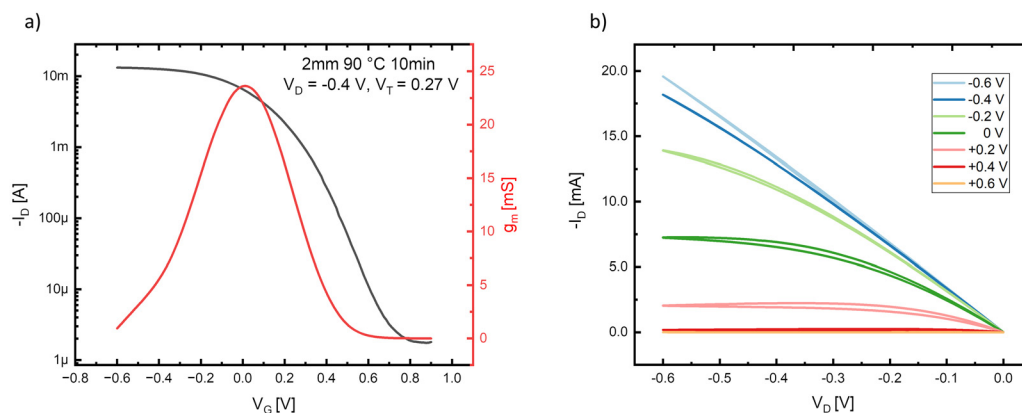 a)
2mm 90 °C 10min
V_D = -0.4 V, V_T = 0.27 V
10m
1m
100µ
10µ
1µ
-I_D [A]
25
20
15
10
5
0
g_m [mS]
−0.8 −0.6 −0.4 −0.2 0.0 0.2 0.4 0.6 0.8 1.0
V_G [V]
b)
20.0
15.0
10.0
5.0
0.0
-I_D [mA]
-0.6 V
-0.4 V
-0.2 V
0 V
+0.2 V
+0.4 V
+0.6 V
-0.6 -0.5 -0.4 -0.3 -0.2 -0.1 0.0
V_D [V]